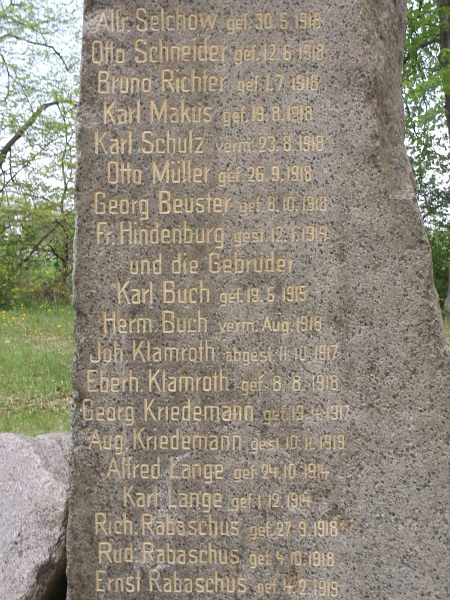 Alb. Selchow gef. 30.5.1918
Otto Schneider gef. 12.6.1918
Bruno Richter gef. 1.7.1918
Karl Makus gef. 19.8.1918
Karl Schulz verm. 23.8.1918
Otto Müller gef. 26.9.1918
Georg Beuster gef. 8.10.1918
Fr. Hindenburg gest. 12.1.1919
und die Gebrüder
Karl Buch gef. 19.5.1915
Herm. Buch verm. Aug. 1918
Joh. Klamroth abgest. 11.10.1917
Eberh. Klamroth gef. 8.8.1918
Georg Kriedemann gef. 19.4.1917
Aug. Kriedemann gest. 10.11.1919
Alfred Lange gef. 24.10.1914
Karl Lange gef. 1.12.1914
Rich. Rabaschus gef. 27.9.1918
Rud. Rabaschus gef. 4.10.1918
Ernst Rabaschus gef. 4.2.1919